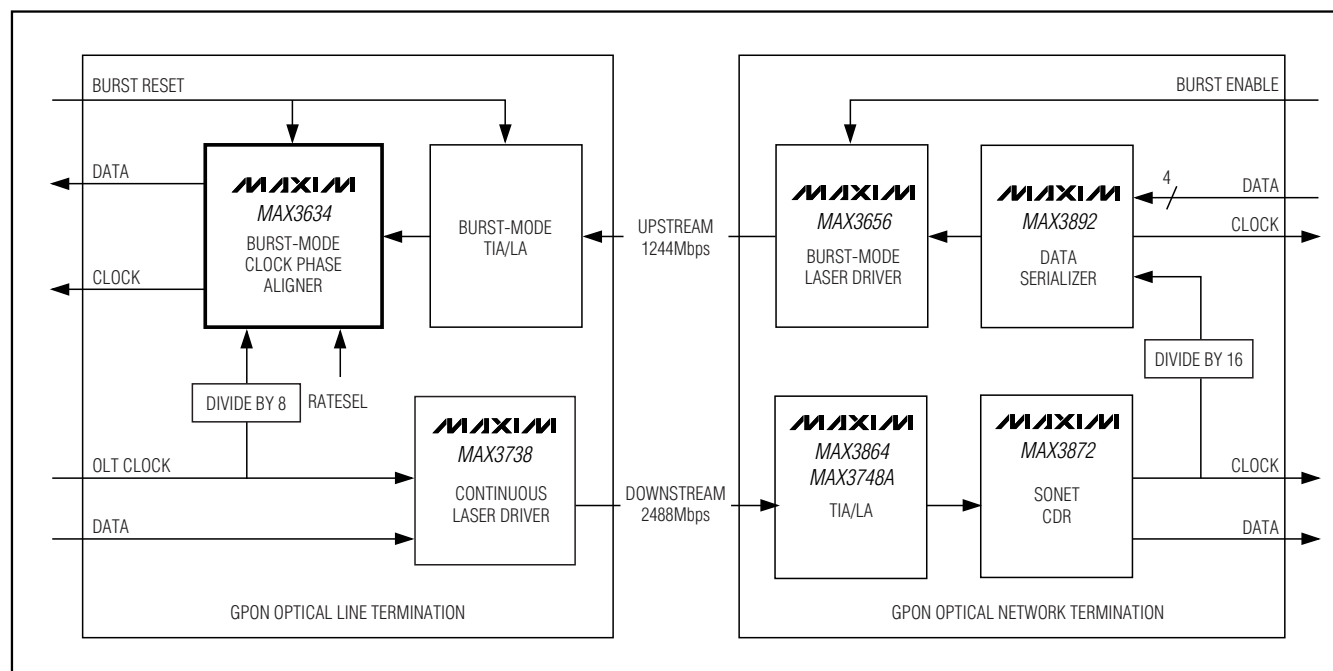 BURST RESET
DATA
CLOCK
MAXIM
MAX3634
BURST-MODE
CLOCK PHASE
ALIGNER
BURST-MODE
TIA/LA
DIVIDE BY 8
RATESEL
OLT CLOCK
DATA
MAXIM
MAX3738
CONTINUOUS
LASER DRIVER
GPON OPTICAL LINE TERMINATION
UPSTREAM
1244Mbps
DOWNSTREAM
2488Mbps
BURST ENABLE
MAXIM
MAX3656
BURST-MODE
LASER DRIVER
MAXIM
MAX3892
DATA
SERIALIZER
4
DATA
CLOCK
DIVIDE BY 16
MAXIM
MAX3864
MAX3748A
TIA/LA
MAXIM
MAX3872
SONET
CDR
CLOCK
DATA
GPON OPTICAL NETWORK TERMINATION